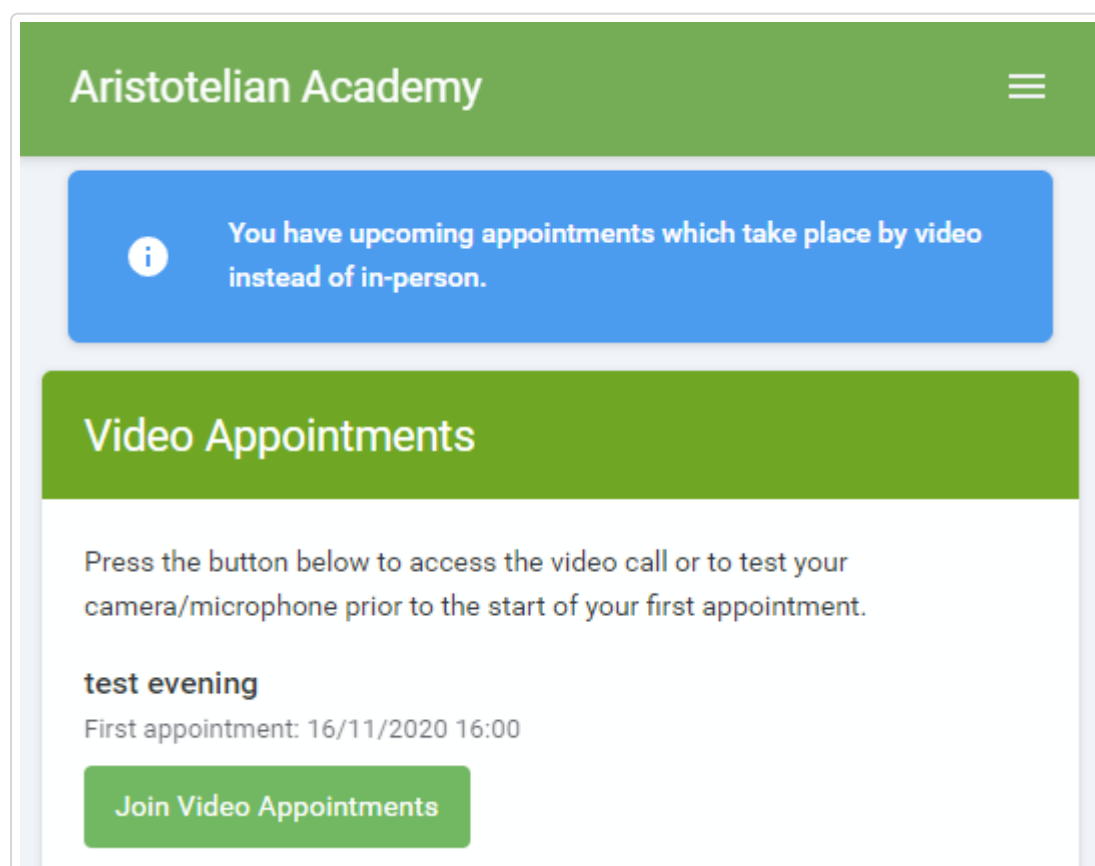 Aristotelian Academy
You have upcoming appointments which take place by video
instead of in-person.
Video Appointments
Press the button below to access the video call or to test your
camera/microphone prior to the start of your first appointment.
test evening
First appointment: 16/11/2020 16:00
Join Video Appointments